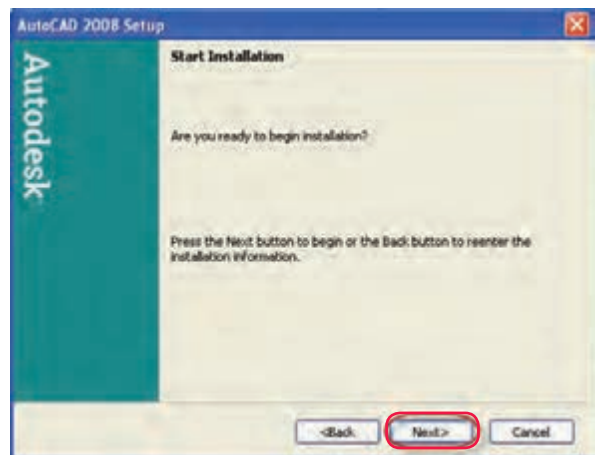 AutoCAD 2008 Setup
Autodesk
Start Installation
Are you ready to begin installation?
Press the Next button to begin or the Back button to reenter the
installation information.
<Back
Next>
Cancel